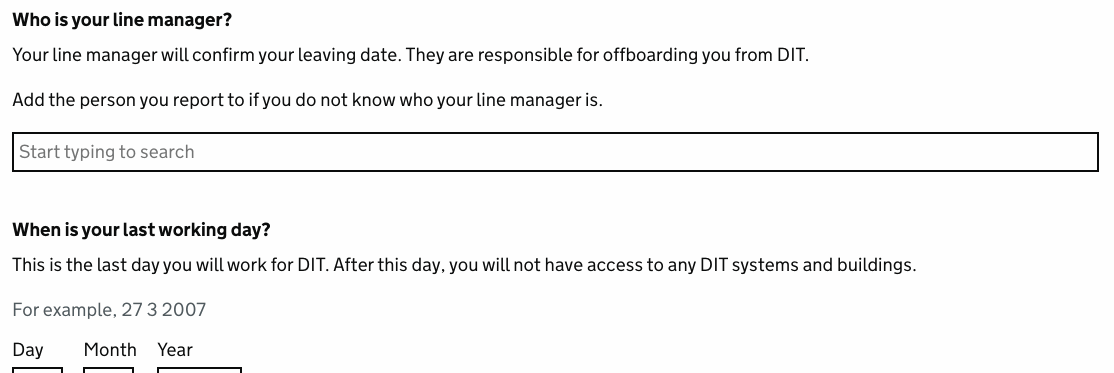 Who is your line manager?
Your line manager will confirm your leaving date. They are responsible for offboarding you from DIT.
Add the person you report to if you do not know who your line manager is.
Start typing to search
When is your last working day?
This is the last day you will work for DIT. After this day, you will not have access to any DIT systems and buildings.
For example, 27 3 2007
Day Month Year